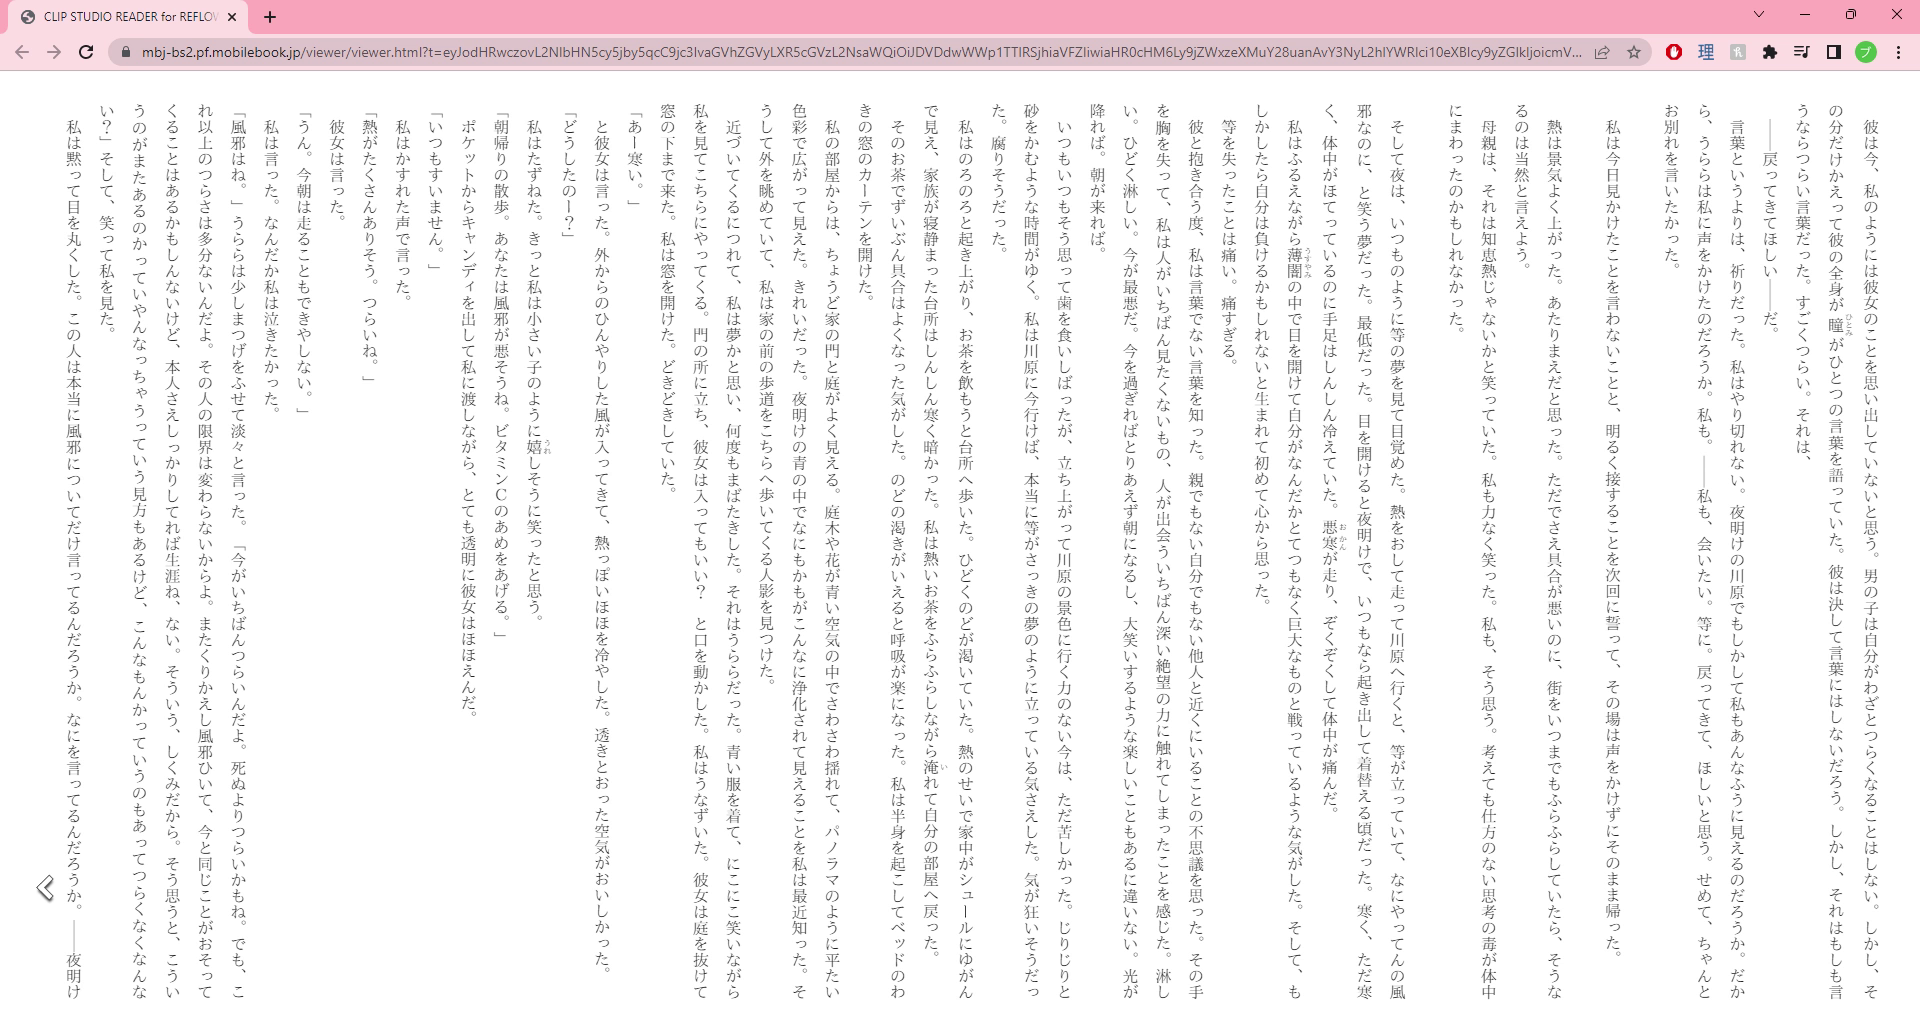 CLIP STUDIO READER for REFLOW
mbj-bs2.pf.mobilebook.jp/viewer/viewer.html?t=eyJodHRwczovL2NlbHN5cy5jby5qcC9jc3IvaGVhZGVyLXR5cGVzL2NsaWQiOiJDVDdwWWp1TTlRSjhiaVFZIiwiaHR0cHM6Ly9jZWxzeXMuY28uanAvY3NyL2hlYWRlci10eXBlcy9yZGlkIjoicmV...
理
ブ
彼は今、私のようには彼女のことを思い出していないと思う。男の子は自分がわざとつらくなることはしない。しかし、そ
の分だけかえって彼の全身が瞳がひとつの言葉を語っていた。彼は決して言葉にはしないだろう。しかし、それはもしも言
うならつらい言葉だった。すごくつらい。それは、
――戻ってきてほしい――だ。
言葉というよりは、祈りだった。私はやり切れない。夜明けの川原でもしかして私もあんなふうに見えるのだろうか。だか
ら、うららは私に声をかけたのだろうか。私も。――私も、会いたい。等に。戻ってきて、ほしいと思う。せめて、ちゃんと
お別れを言いたかった。
私は今日見かけたことを言わないことと、明るく接することを次回に誓って、その場は声をかけずにそのまま帰った。
熱は景気よく上がった。あたりまえだと思った。ただでさえ具合が悪いのに、街をいつまでもふらふらしていたら、そうな
るのは当然と言えよう。
母親は、それは知恵熱じゃないかと笑っていた。私も力なく笑った。私も、そう思う。考えても仕方のない思考の毒が体中
にまわったのかもしれなかった。
そして夜は、いつものように等の夢を見て目覚めた。熱をおして走って川原へ行くと、等が立っていて、なにやってんの風
邪なのに、と笑う夢だった。最低だった。目を開けると夜明けで、いつもなら起き出して着替える頃だった。寒く、ただ寒
く、体中がほてっているのに手足はしんしん冷えていた。悪寒が走り、ぞくぞくして体中が痛んだ。
私はふるえながら薄闇の中で目を開けて自分がなんだかとてつもなく巨大なものと戦っているような気がした。そして、も
しかしたら自分は負けるかもしれないと生まれて初めて心から思った。
等を失ったことは痛い。痛すぎる。
彼と抱き合う度、私は言葉でない言葉を知った。親でもない自分でもない他人と近くにいることの不思議を思った。その手
を胸を失って、私は人がいちばん見たくないもの、人が出会ういちばん深い絶望の力に触れてしまったことを感じた。淋し
い。ひどく淋しい。今が最悪だ。今を過ぎればとりあえず朝になるし、大笑いするような楽しいこともあるに違いない。光が
降れば。朝が来れば。
いつもいつもそう思って歯を食いしばったが、立ち上がって川原の景色に行く力のない今は、ただ苦しかった。じりじりと
砂をかむような時間がゆく。私は川原に今行けば、本当に等がさっきの夢のように立っている気さえした。気が狂いそうだっ
た。腐りそうだった。
私はのろのろと起き上がり、お茶を飲もうと台所へ歩いた。ひどくのどが渇いていた。熱のせいで家中がシュールにゆがん
で見え、家族が寝静まった台所はしんしん寒く暗かった。私は熱いお茶をふらふらしながら淹れて自分の部屋へ戻った。
そのお茶でずいぶん具合はよくなった気がした。のどの渇きがいえると呼吸が楽になった。私は半身を起こしてベッドのわ
きの窓のカーテンを開けた。
私の部屋からは、ちょうど家の門と庭がよく見える。庭木や花が青い空気の中でさわさわ揺れて、パノラマのように平たい
色彩で広がって見えた。きれいだった。夜明けの青の中でなにもかもがこんなに浄化されて見えることを私は最近知った。そ
うして外を眺めていて、私は家の前の歩道をこちらへ歩いてくる人影を見つけた。
近づいてくるにつれて、私は夢かと思い、何度もまばたきした。それはうららだった。青い服を着て、にこにこ笑いながら
私を見てこちらにやってくる。門の所に立ち、彼女は入ってもいい？　と口を動かした。私はうなずいた。彼女は庭を抜けて
窓の下まで来た。私は窓を開けた。どきどきしていた。
「あー寒い。」
と彼女は言った。外からのひんやりした風が入ってきて、熱っぽいほほを冷やした。透きとおった空気がおいしかった。
「どうしたのー？」
私はたずねた。きっと私は小さい子のように嬉しそうに笑ったと思う。
「朝帰りの散歩。あなたは風邪が悪そうね。ビタミンＣのあめをあげる。」
ポケットからキャンディを出して私に渡しながら、とても透明に彼女はほほえんだ。
「いつもすいません。」
私はかすれた声で言った。
「熱がたくさんありそう。つらいね。」
彼女は言った。
「うん。今朝は走ることもできやしない。」
私は言った。なんだか私は泣きたかった。
「風邪はね。」うららは少しまつげをふせて淡々と言った。「今がいちばんつらいんだよ。死ぬよりつらいかもね。でも、こ
れ以上のつらさは多分ないんだよ。その人の限界は変わらないからよ。またくりかえし風邪ひいて、今と同じことがおそって
くることはあるかもしんないけど、本人さえしっかりしてれば生涯ね、ない。そういう、しくみだから。そう思うと、こうい
うのがまたあるのかっていやんなっちゃうっていう見方もあるけど、こんなもんかっていうのもあってつらくなくなんな
い？」そして、笑って私を見た。
私は黙って目を丸くした。この人は本当に風邪についてだけ言ってるんだろうか。なにを言ってるんだろうか。――夜明け